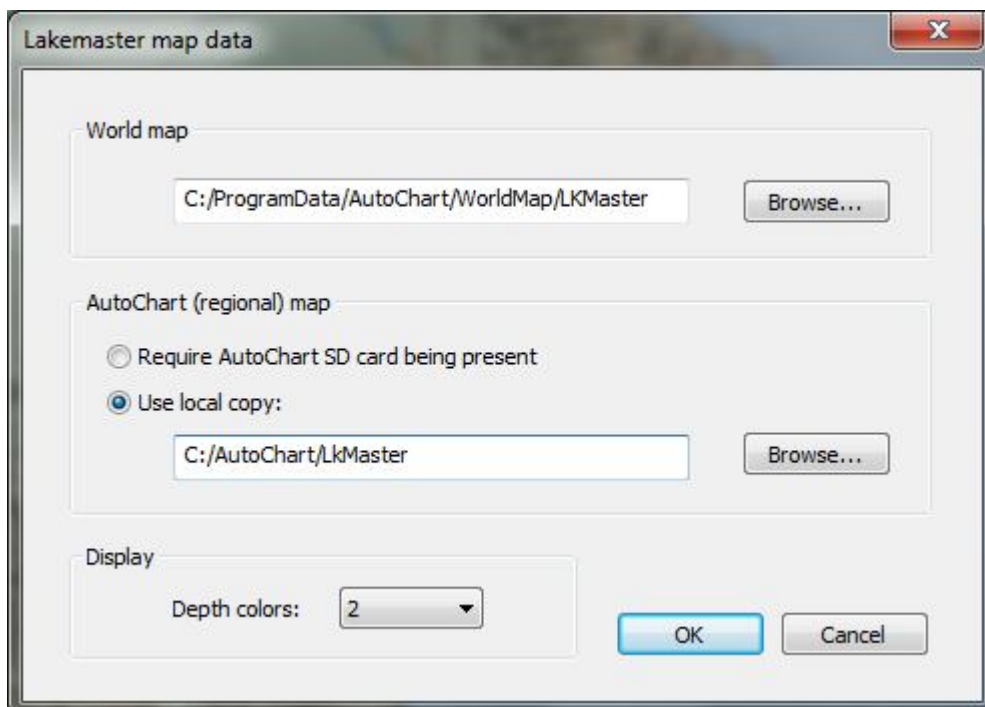 Lakemaster map data
World map
C:/ProgramData/AutoChart/WorldMap/LKMaster
Browse...
AutoChart (regional) map
Require AutoChart SD card being present
Use local copy:
C:/AutoChart/LkMaster
Browse...
Display
Depth colors: 2
OK Cancel